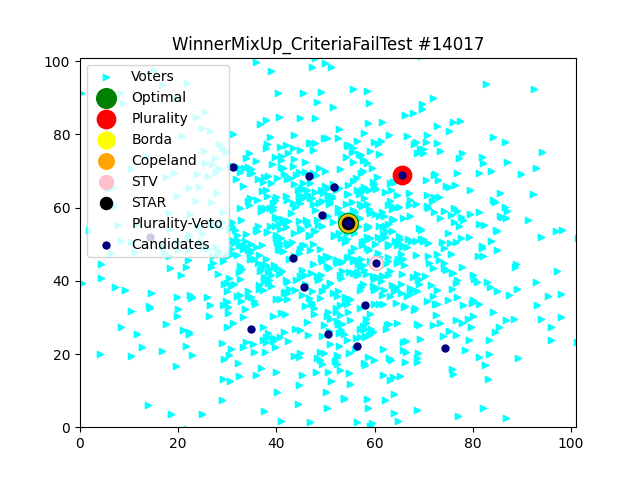 WinnerMixUp_CriteriaFailTest #14017
100
80
60
40
20
0
0 20 40 60 80 100
Voters
Optimal
Plurality
Borda
Copeland
STV
STAR
Plurality-Veto
Candidates